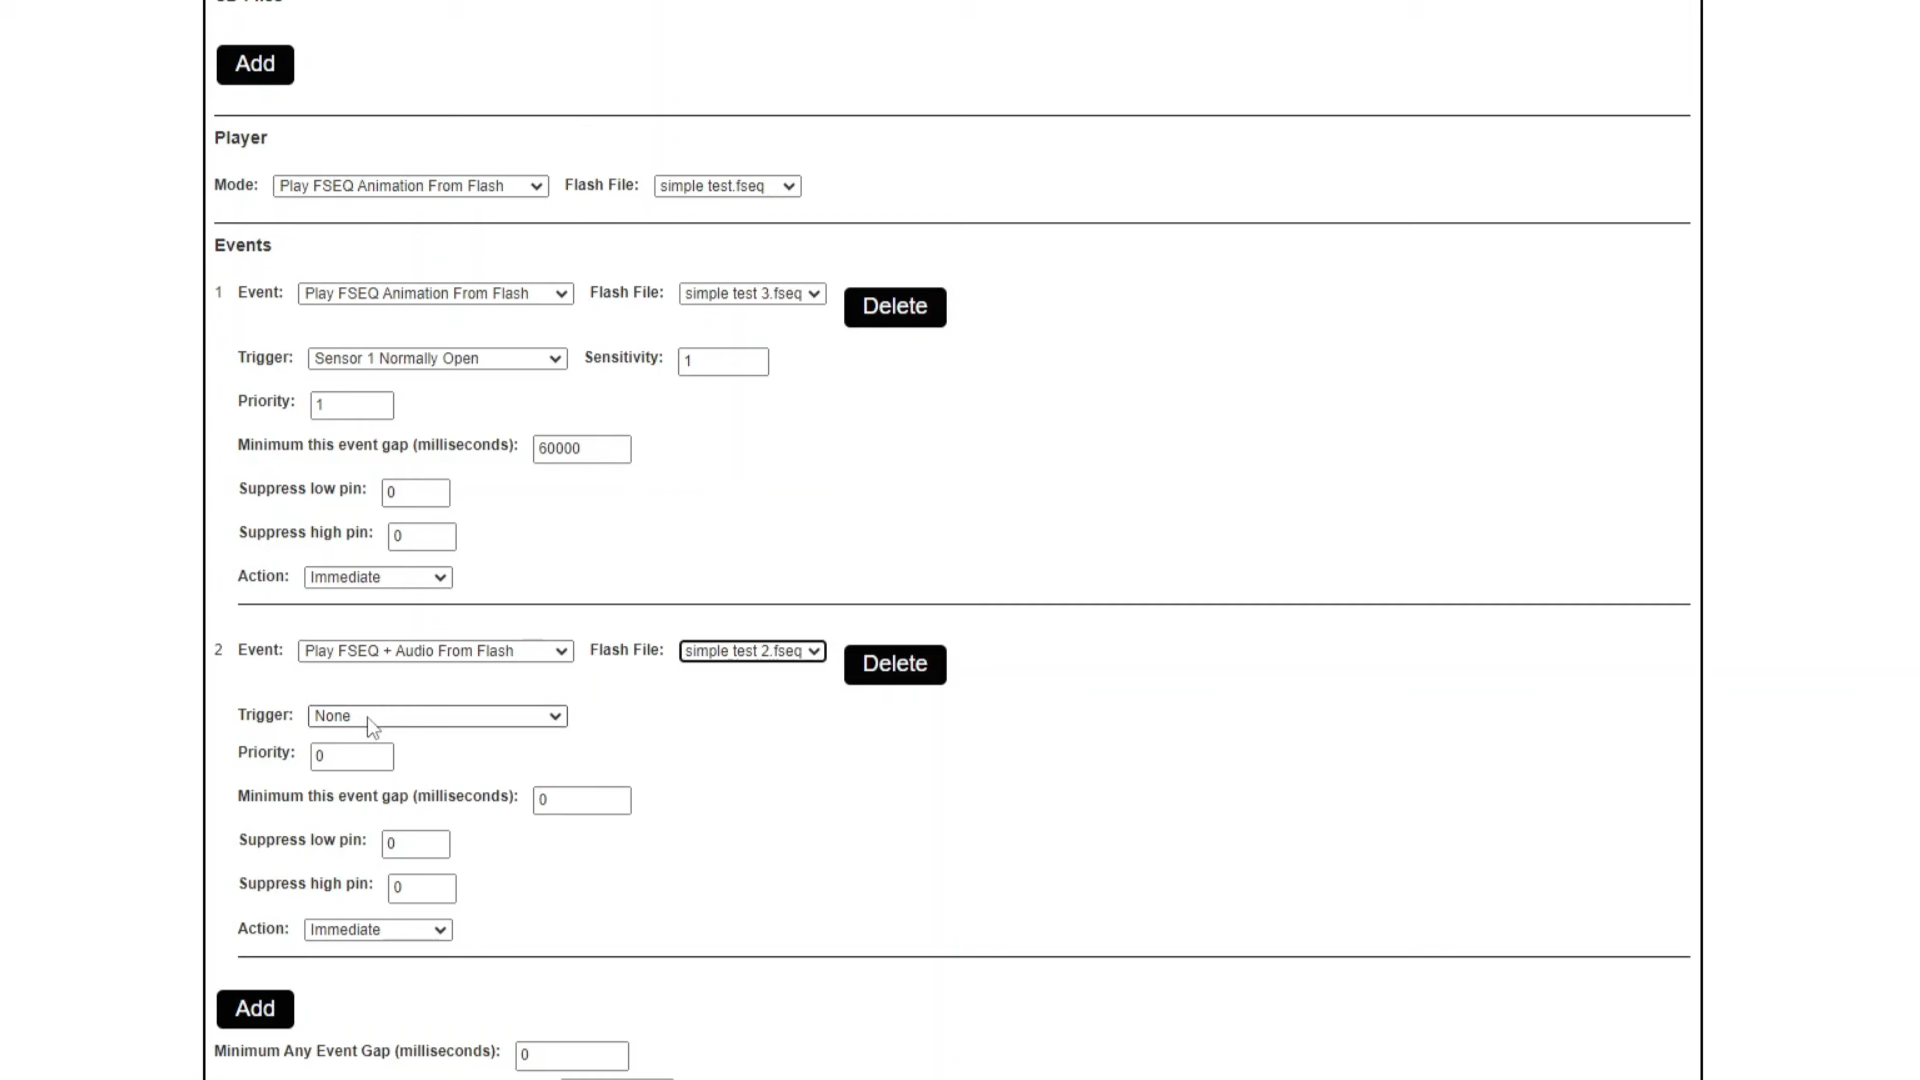 Add
Player
Mode: Play FSEQ Animation From Flash Flash File: simple test.fseq
Events
1 Event: Play FSEQ Animation From Flash Flash File: simple test 3.fseq Delete
Trigger: Sensor 1 Normally Open Sensitivity: 1
Priority: 1
Minimum this event gap (milliseconds): 60000
Suppress low pin: 0
Suppress high pin: 0
Action: Immediate
2 Event: Play FSEQ + Audio From Flash Flash File: simple test 2.fseq Delete
Trigger: None
Priority: 0
Minimum this event gap (milliseconds): 0
Suppress low pin: 0
Suppress high pin: 0
Action: Immediate
Add
Minimum Any Event Gap (milliseconds): 0